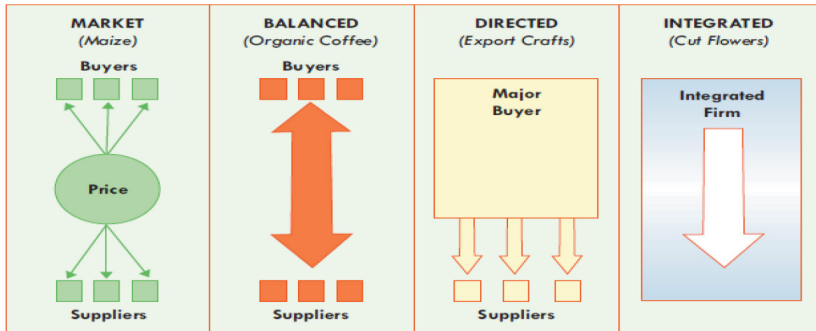 MARKET
(Maize)
Buyers
Price
Suppliers
BALANCED
(Organic Coffee)
Buyers
Suppliers
DIRECTED
(Export Crafts)
Major
Buyer
Suppliers
INTEGRATED
(Cut Flowers)
Integrated
Firm